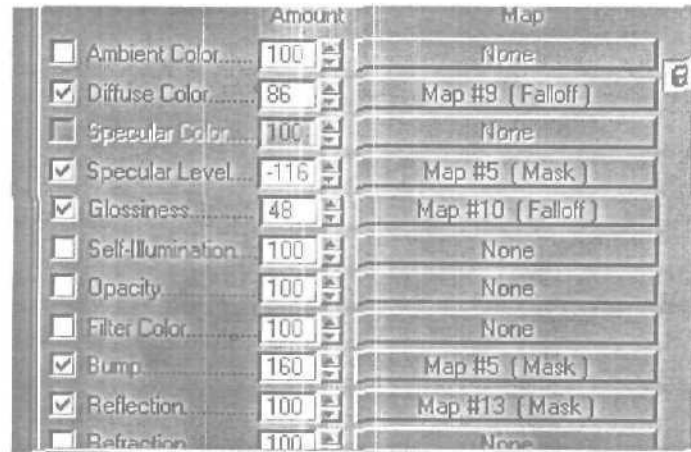 Amount Map
Ambient Color...... 100 None
Diffuse Color........ 86 Map #9 (Falloff)
Specular Color... 100 None
Specular Level.... -116 Map #5 (Mask)
Glossiness........... 48 Map #10 (Falloff)
Self-Illumination... 100 None
Opacity............... 100 None
Filter Color.......... 100 None
Bump.................. 160 Map #5 (Mask)
Reflection........... 100 Map #13 (Mask)
Refraction 100 None